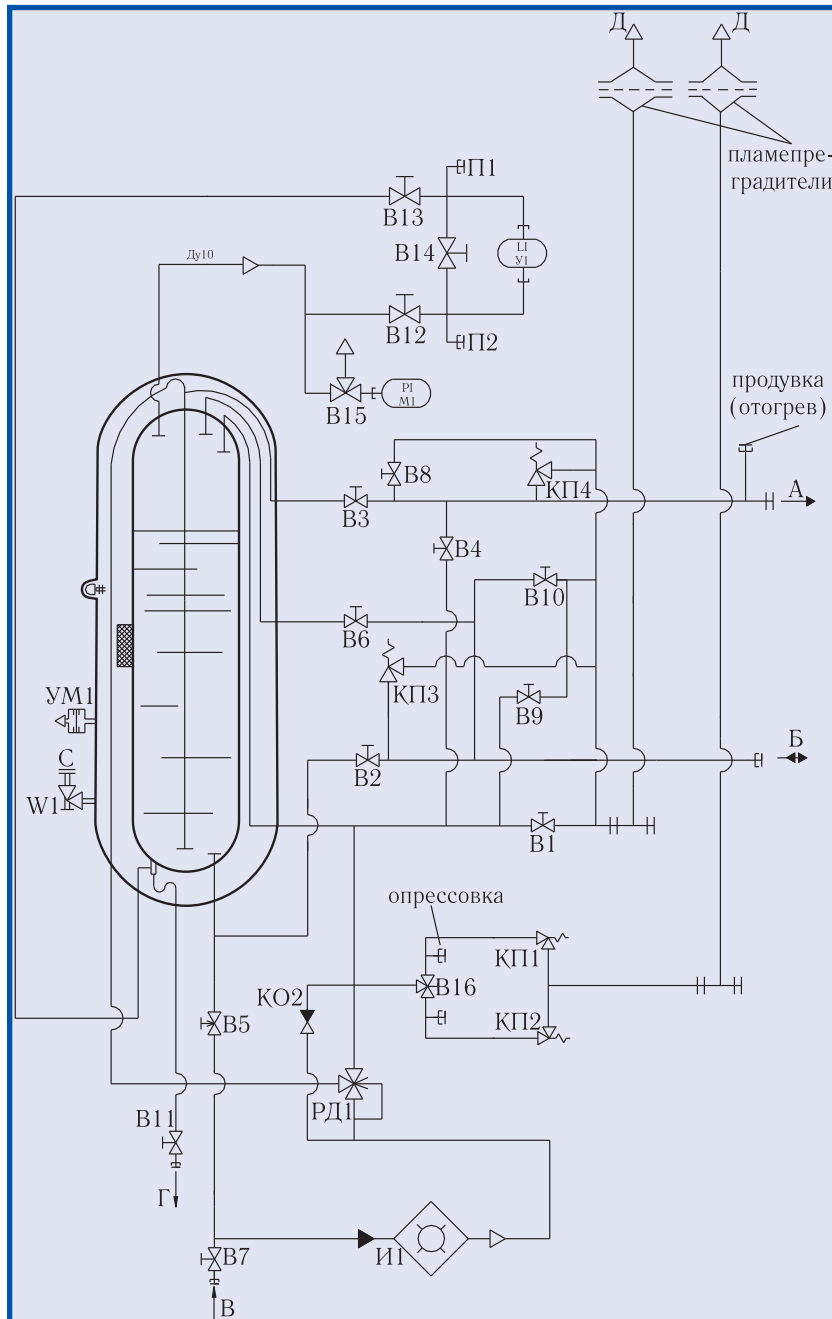 Д
Д
пламепре-
градители
П1
В13
В14
LI
У1
Ду10
В12
П2
PI
М1
В15
продувка
(отогрев)
В8
КП4
А
В3
В4
В10
В6
КП3
В9
УМ1
С
W1
В2
Б
В1
опрессовка
КП1
КО2
В16
КП2
В5
РД1
В11
Г
В7
И1
В